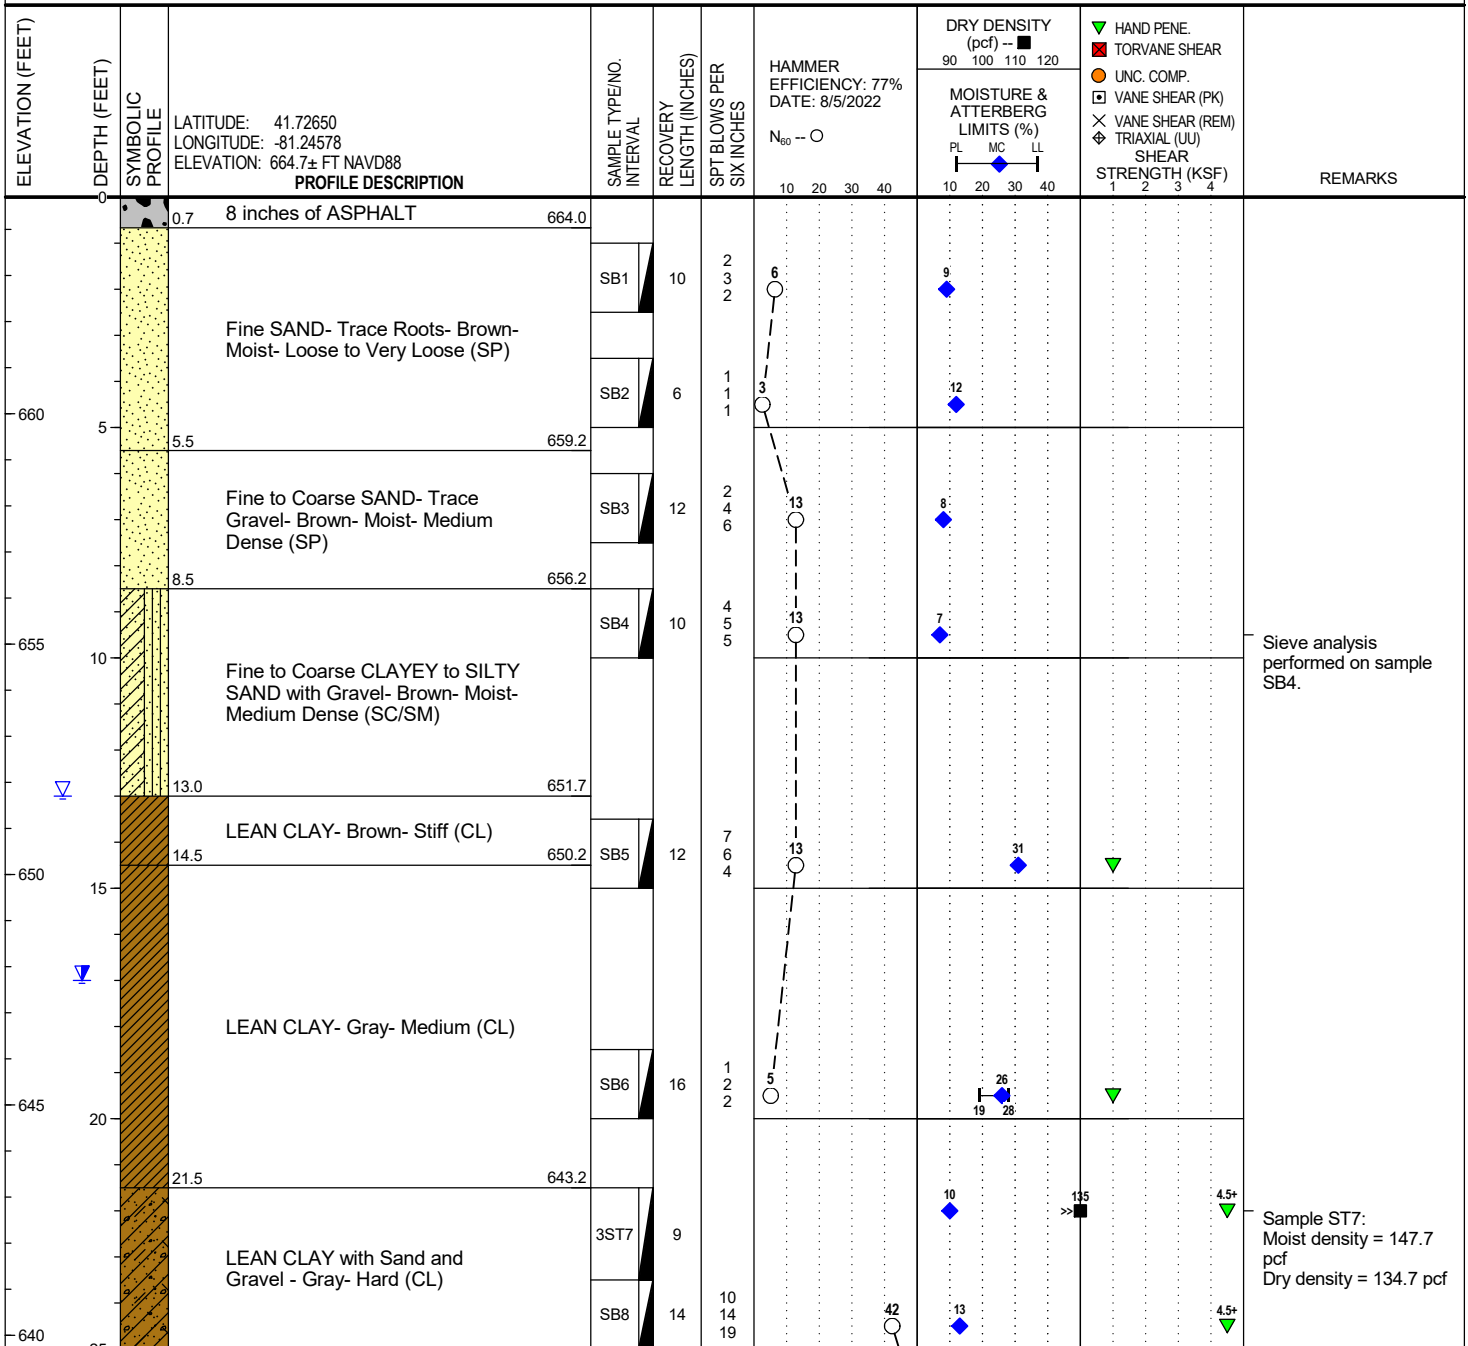 ELEVATION (FEET)
DEPTH (FEET)
SYMBOLIC
PROFILE
LATITUDE: 41.72650
LONGITUDE: -81.24578
ELEVATION: 664.7± FT NAVD88
PROFILE DESCRIPTION
SAMPLE TYPE/NO.
INTERVAL
RECOVERY
LENGTH (INCHES)
SPT BLOWS PER
SIX INCHES
HAMMER
EFFICIENCY: 77%
DATE: 8/5/2022
N60 -- 
10 20 30 40
DRY DENSITY
(pcf) -- 
90 100 110 120
MOISTURE &
ATTERBERG
LIMITS (%)
PL MC LL
10 20 30 40
HAND PENE.
TORVANE SHEAR
UNC. COMP.
VANE SHEAR (PK)
VANE SHEAR (REM)
TRIAXIAL (UU)
SHEAR
STRENGTH (KSF)
1 2 3 4
REMARKS
0
0.7 8 inches of ASPHALT 664.0
SB1 10
2
3
2
6
9
Fine SAND- Trace Roots- Brown-
Moist- Loose to Very Loose (SP)
SB2 6
1
1
1
3
12
660
5
5.5 659.2
Fine to Coarse SAND- Trace
Gravel- Brown- Moist- Medium
Dense (SP)
SB3 12
2
4
6
13
8
8.5 656.2
SB4 10
4
5
5
13
7
655
10
Sieve analysis
performed on sample
SB4.
Fine to Coarse CLAYEY to SILTY
SAND with Gravel- Brown- Moist-
Medium Dense (SC/SM)
13.0 651.7
LEAN CLAY- Brown- Stiff (CL)
14.5 650.2
SB5 12
7
6
4
13
31
650
15
LEAN CLAY- Gray- Medium (CL)
SB6 16
1
2
2
5
26
19 28
645
20
21.5 643.2
3ST7 9
10
>>
135
4.5+
Sample ST7:
Moist density = 147.7
pcf
Dry density = 134.7 pcf
LEAN CLAY with Sand and
Gravel - Gray- Hard (CL)
SB8 14
10
14
19
42
13
4.5+
640